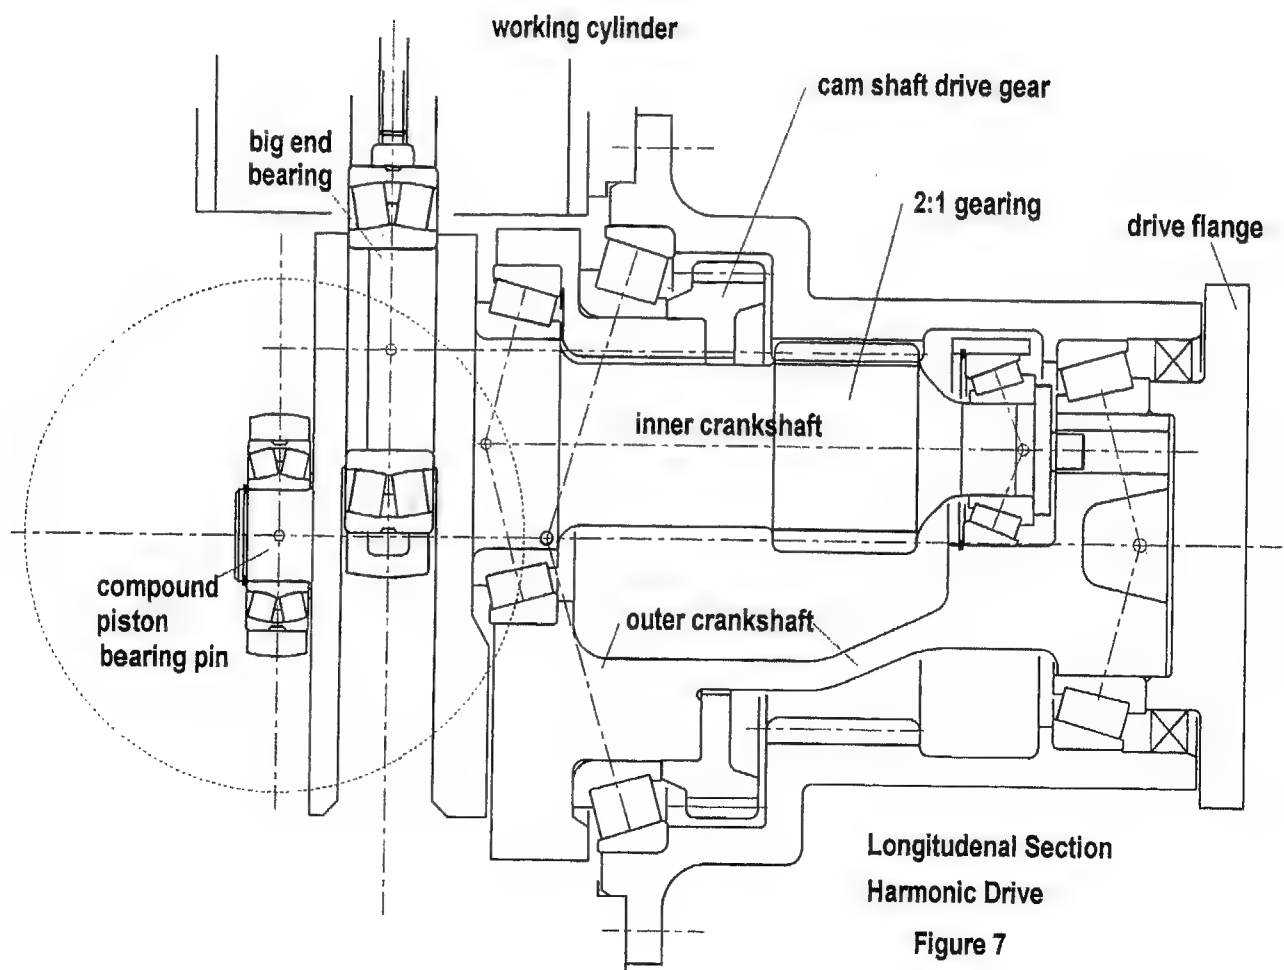 working cylinder
cam shaft drive gear
big end
bearing
2:1 gearing
drive flange
inner crankshaft
compound
piston
bearing pin
outer crankshaft
Longitudenal Section
Harmonic Drive
Figure 7